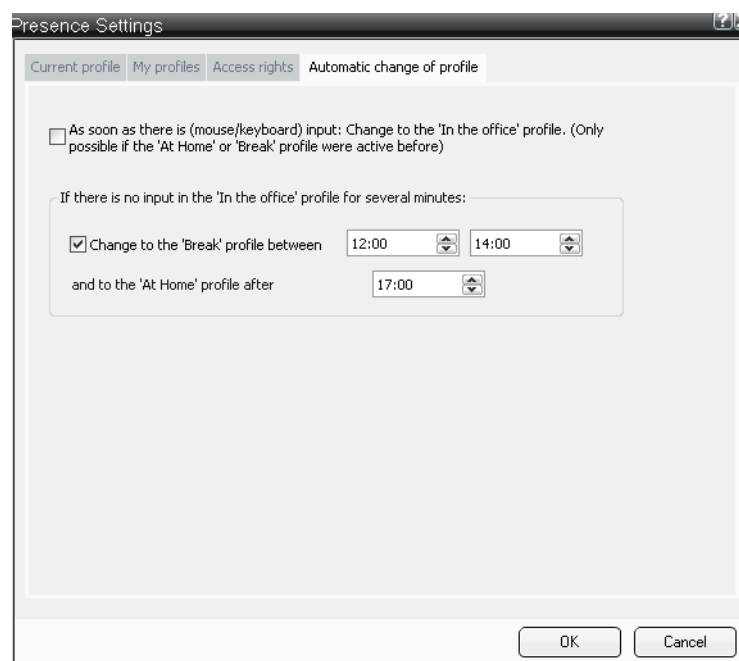 Presence Settings
?
Current profile My profiles Access rights Automatic change of profile
As soon as there is (mouse/keyboard) input: Change to the 'In the office' profile. (Only
possible if the 'At Home' or 'Break' profile were active before)
If there is no input in the 'In the office' profile for several minutes:
Change to the 'Break' profile between 12:00 14:00
and to the 'At Home' profile after 17:00
OK Cancel